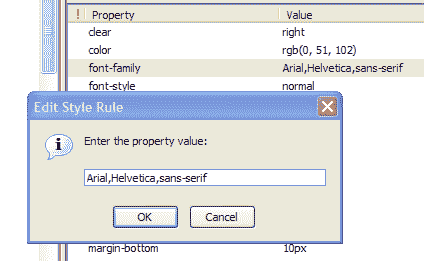 ! Property Value
clear right
color rgb(0, 51, 102)
font-family Arial,Helvetica,sans-serif
font-style normal
Edit Style Rule
Enter the property value:
Arial,Helvetica,sans-serif
OK Cancel
margin-bottom 10px